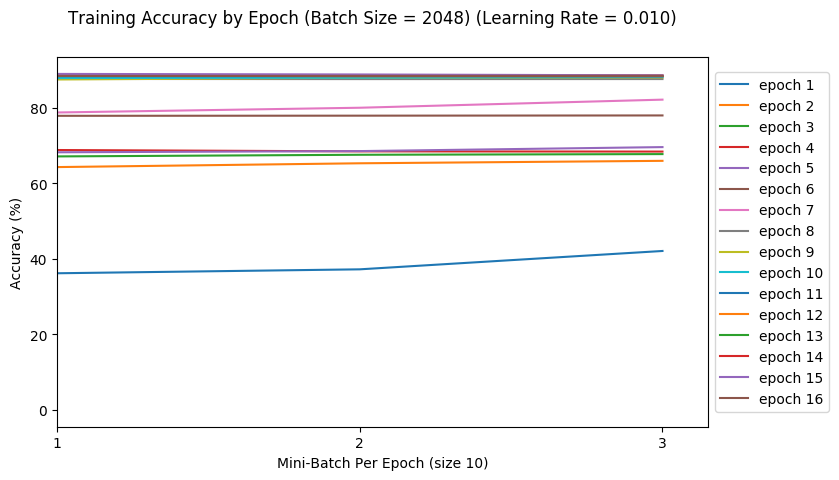 Training Accuracy by Epoch (Batch Size = 2048) (Learning Rate = 0.010)
Accuracy (%)
80
60
40
20
0
1
2
3
Mini-Batch Per Epoch (size 10)
epoch 1
epoch 2
epoch 3
epoch 4
epoch 5
epoch 6
epoch 7
epoch 8
epoch 9
epoch 10
epoch 11
epoch 12
epoch 13
epoch 14
epoch 15
epoch 16